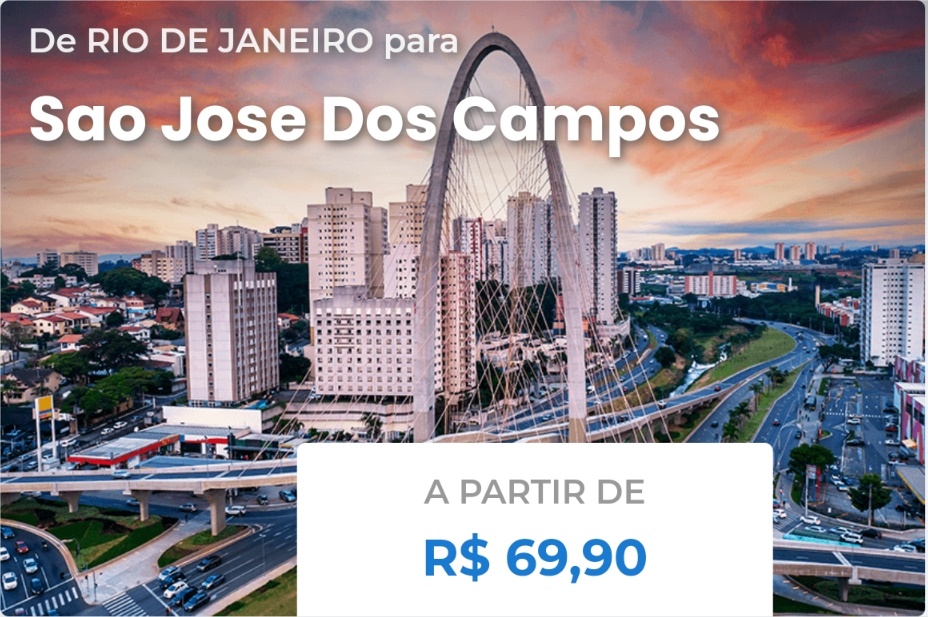 De RIO DE JANEIRO para
Sao Jose Dos Campos
A PARTIR DE
R$ 69,90